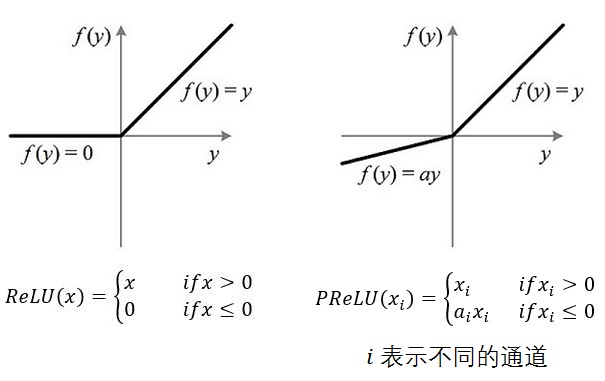 f(y)
f(y) = y
f(y) = 0
y
ReLU(x) = {x if x > 0
0 if x ≤ 0
f(y)
f(y) = y
f(y) = ay
y
PReLU(xᵢ) = {xᵢ if xᵢ > 0
aᵢxᵢ if xᵢ ≤ 0
i 表示不同的通道